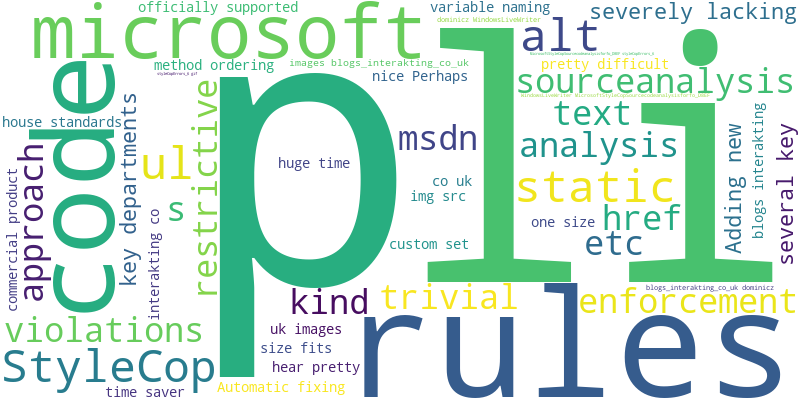 officially supported
variable naming
severely lacking
microsoft
dominicz WindowsLiveWriter
alt
method ordering
images blogs_interakting_co_uk
pretty difficult
nice Perhaps
sourceanalysis
code
p
li
i
restrictive
house standards
key departments
text
msdn
analysis
ul
huge time
static
co uk
img src
s
href
one size
etc
custom set
Adding new
blogs interakting
several key
approach
commercial product
interakting co
kind
trivial
enforcement
blogs_interakting_co_uk dominicz
violations
uk images
rules
size fits
StyleCop
hear pretty
Automatic fixing
time saver